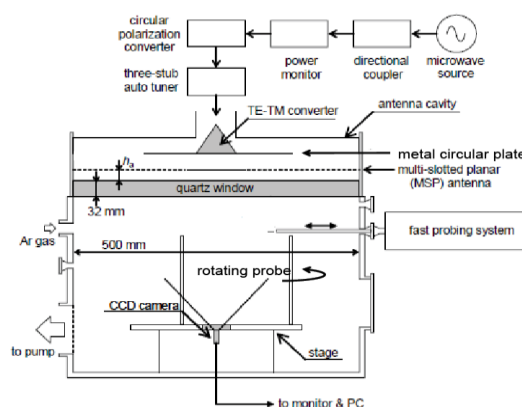 circular
polarization
converter
power
monitor
directional
coupler
microwave
source
three-stub
auto tuner
TE-TM converter
antenna cavity
metal circular plate
hₐ
multi-slotted planar
(MSP) antenna
quartz window
32 mm
Ar gas
500 mm
fast probing system
rotating probe
CCD camera
to pump
stage
to monitor & PC